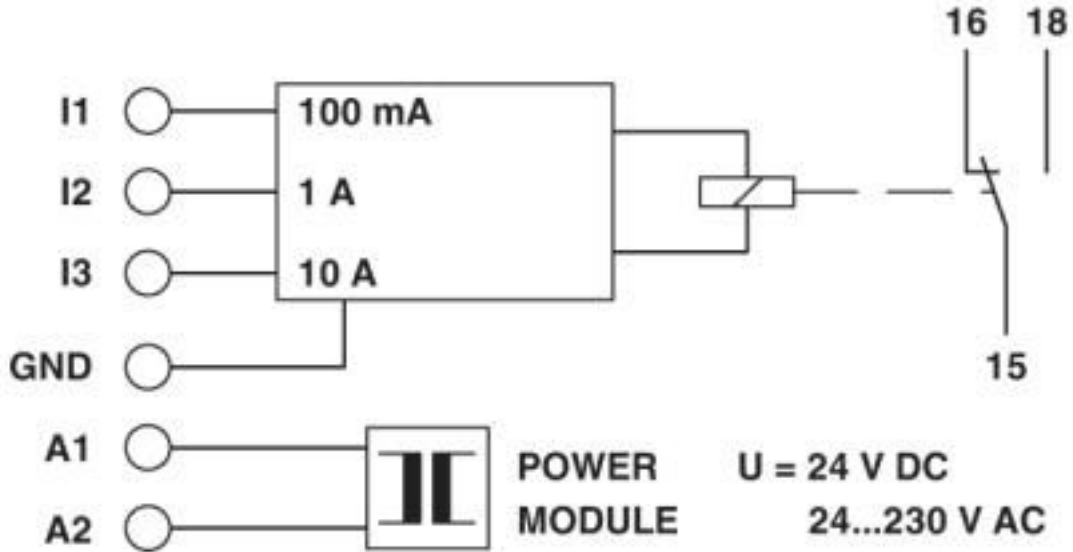 16 18
I1 100 mA
I2 1 A
I3 10 A
GND
15
A1
POWER U = 24 V DC
A2 MODULE 24...230 V AC